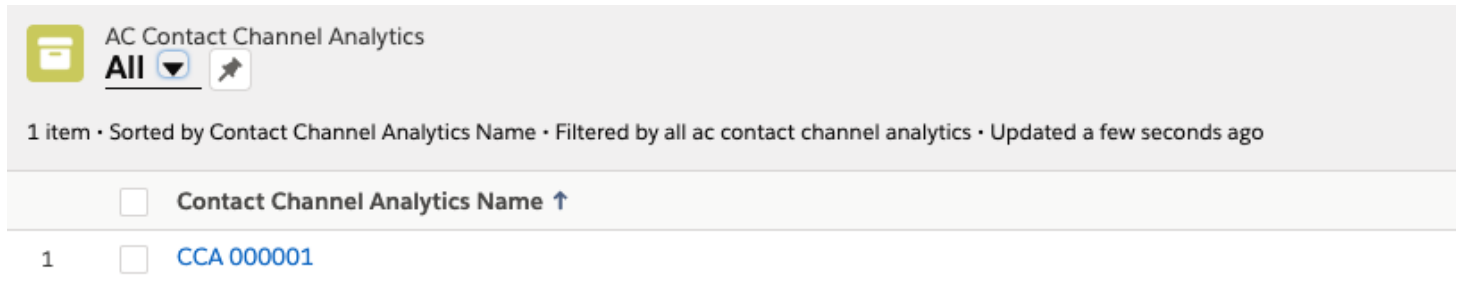 AC Contact Channel Analytics
All
1 item • Sorted by Contact Channel Analytics Name • Filtered by all ac contact channel analytics • Updated a few seconds ago
Contact Channel Analytics Name ↑
1 CCA 000001